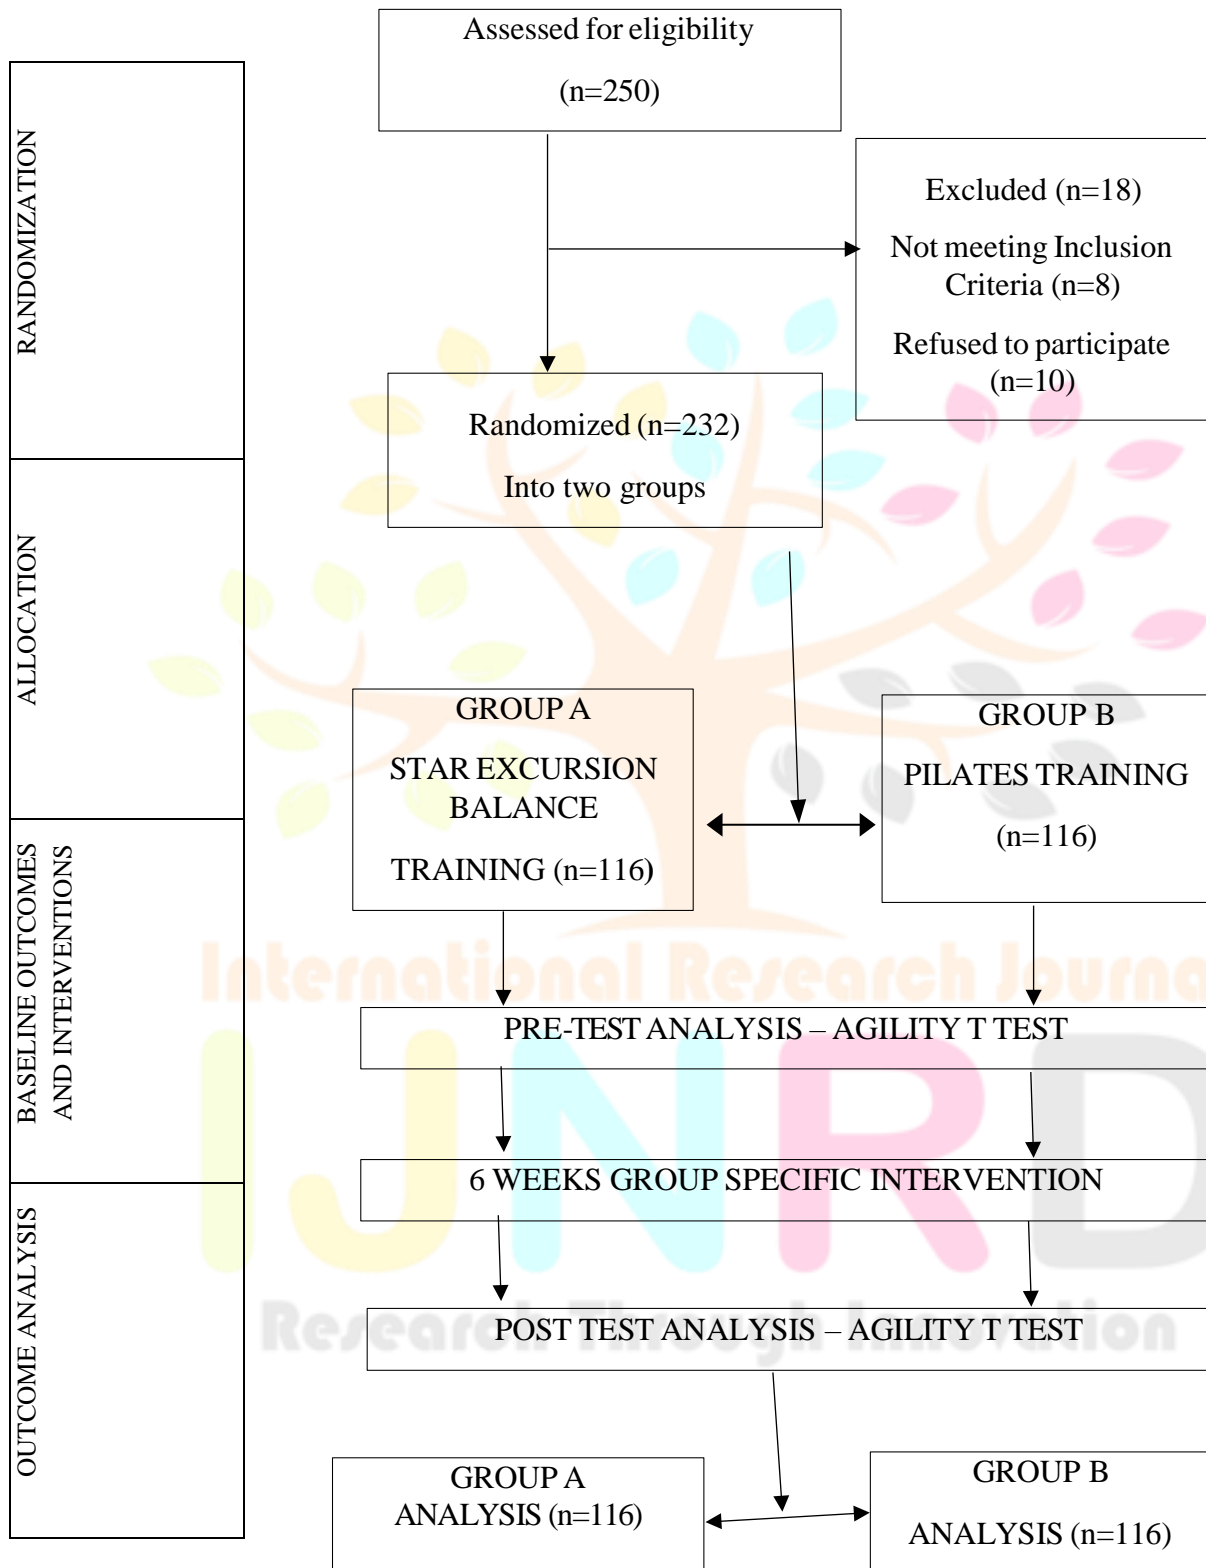 Assessed for eligibility
(n=250)
RANDOMIZATION
Excluded (n=18)
Not meeting Inclusion
Criteria (n=8)
Refused to participate
(n=10)
Randomized (n=232)
Into two groups
ALLOCATION
GROUP A
STAR EXCURSION
BALANCE
TRAINING (n=116)
GROUP B
PILATES TRAINING
(n=116)
BASELINE OUTCOMES
AND INTERVENTIONS
International Research Journa
PRE-TEST ANALYSIS – AGILITY T TEST
IJNRD
6 WEEKS GROUP SPECIFIC INTERVENTION
OUTCOME ANALYSIS
Research Through Innovation
POST TEST ANALYSIS – AGILITY T TEST
GROUP A
ANALYSIS (n=116)
GROUP B
ANALYSIS (n=116)